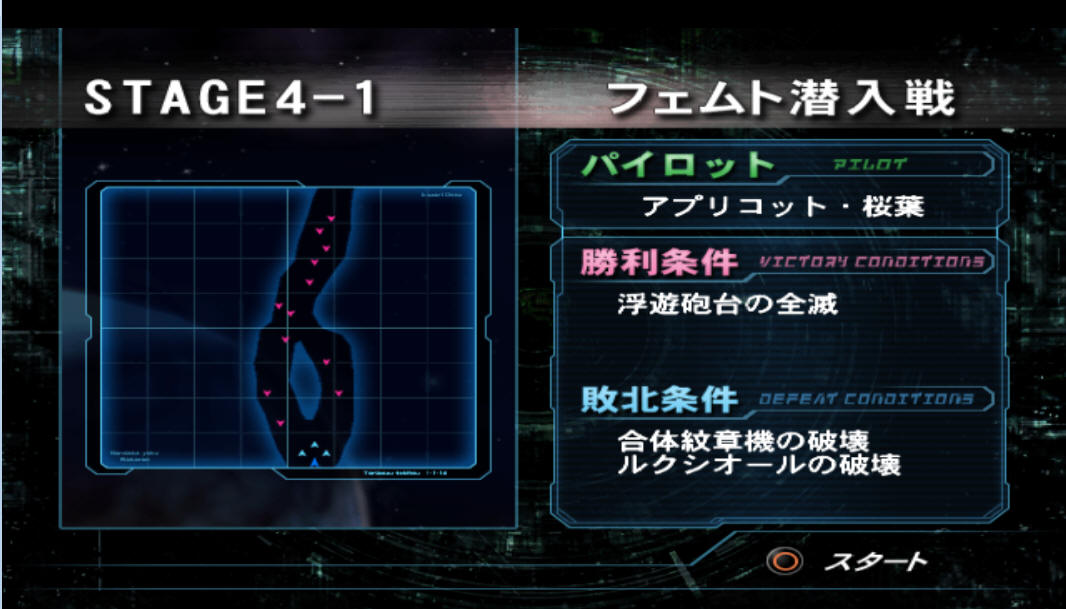 STAGE4-1
フェムト潜入戦
パイロット PILOT
アプリコット・桜葉
勝利条件 VICTORY CONDITIONS
浮遊砲台の全滅
敗北条件 DEFEAT CONDITIONS
合体紋章機の破壊
ルクシオールの破壊
スタート